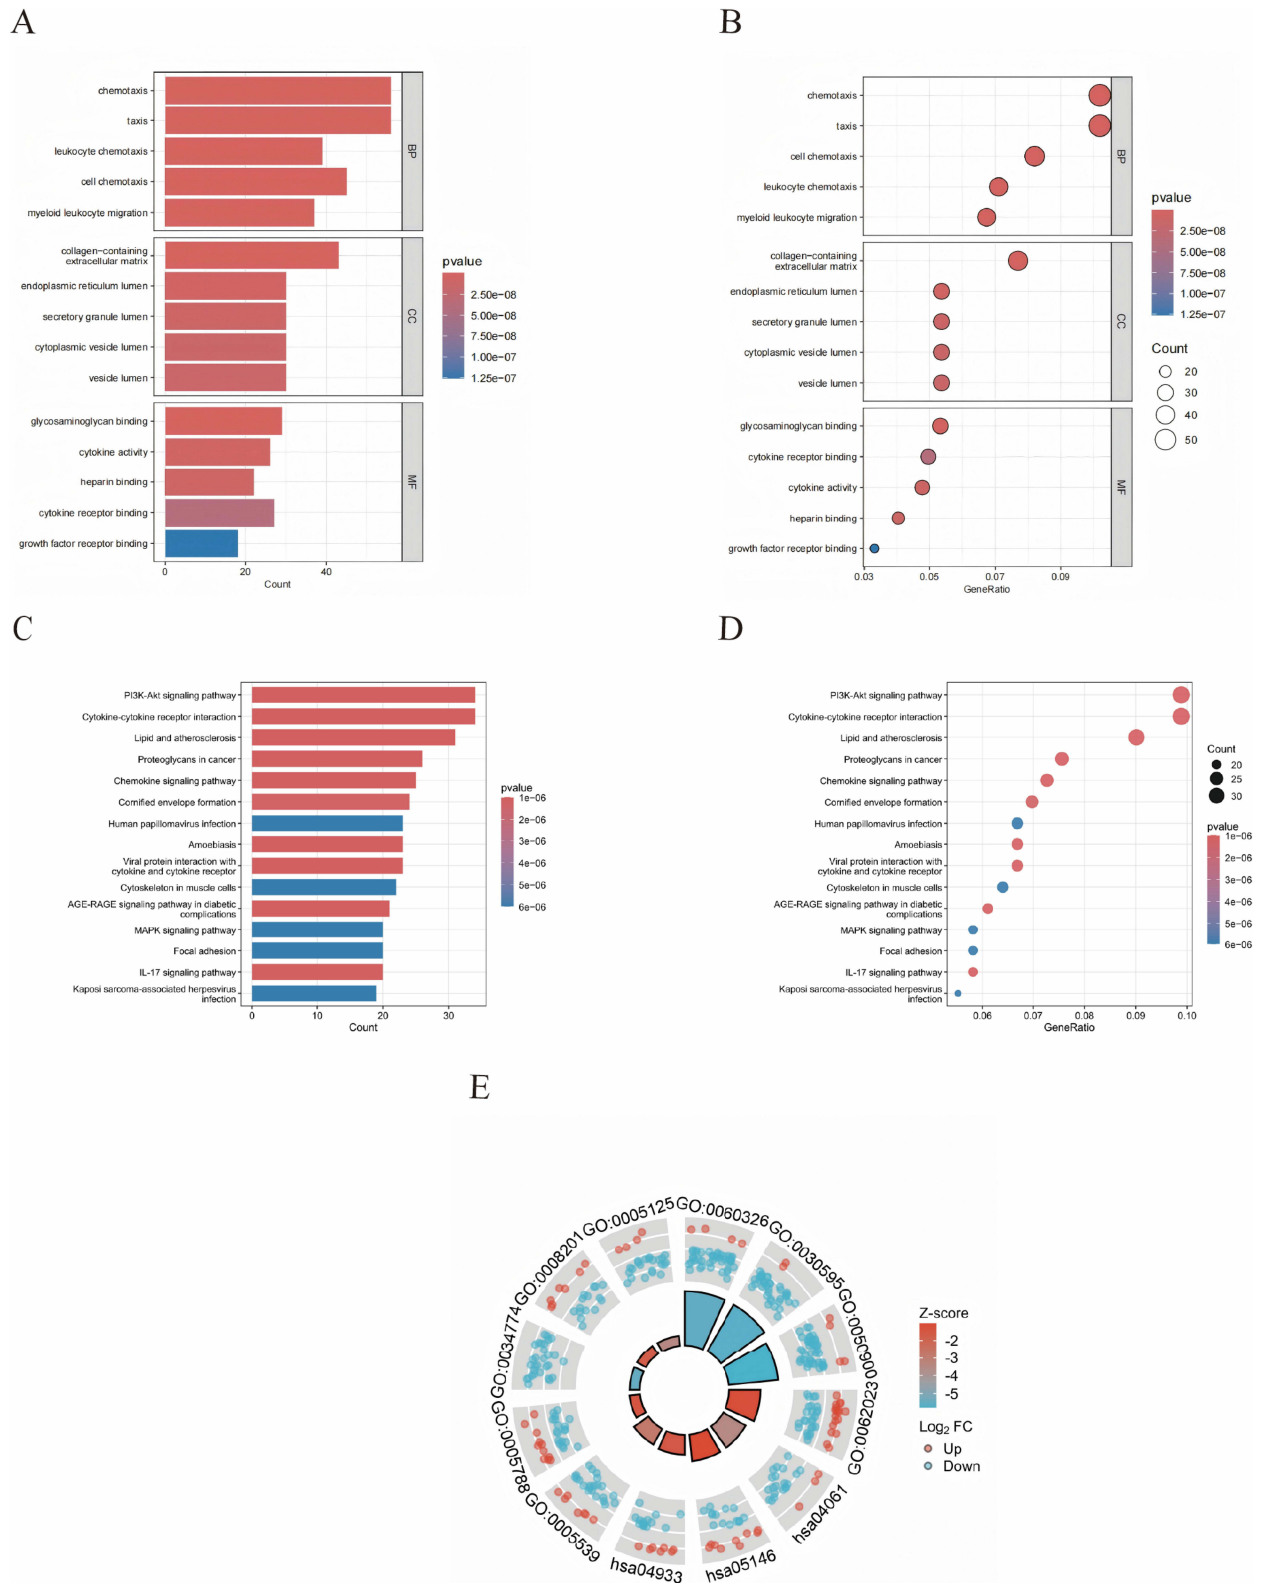 A
chemotaxis
taxis
leukocyte chemotaxis
cell chemotaxis
myeloid leukocyte migration
BP
collagen−containing
extracellular matrix
endoplasmic reticulum lumen
secretory granule lumen
cytoplasmic vesicle lumen
vesicle lumen
CC
glycosaminoglycan binding
cytokine activity
heparin binding
cytokine receptor binding
growth factor receptor binding
MF
0
20
40
Count
pvalue
2.50e−08
5.00e−08
7.50e−08
1.00e−07
1.25e−07
B
chemotaxis
taxis
cell chemotaxis
leukocyte chemotaxis
myeloid leukocyte migration
BP
collagen−containing
extracellular matrix
endoplasmic reticulum lumen
secretory granule lumen
cytoplasmic vesicle lumen
vesicle lumen
CC
glycosaminoglycan binding
cytokine receptor binding
cytokine activity
heparin binding
growth factor receptor binding
MF
0.03
0.05
0.07
0.09
GeneRatio
pvalue
2.50e−08
5.00e−08
7.50e−08
1.00e−07
1.25e−07
Count
20
30
40
50
C
PI3K-Akt signaling pathway
Cytokine-cytokine receptor interaction
Lipid and atherosclerosis
Proteoglycans in cancer
Chemokine signaling pathway
Cornified envelope formation
Human papillomavirus infection
Amoebiasis
Viral protein interaction with
cytokine and cytokine receptor
Cytoskeleton in muscle cells
AGE-RAGE signaling pathway in diabetic
complications
MAPK signaling pathway
Focal adhesion
IL-17 signaling pathway
Kaposi sarcoma-associated herpesvirus
infection
0
10
20
30
Count
pvalue
1e-06
2e-06
3e-06
4e-06
5e-06
6e-06
D
PI3K-Akt signaling pathway
Cytokine-cytokine receptor interaction
Lipid and atherosclerosis
Proteoglycans in cancer
Chemokine signaling pathway
Cornified envelope formation
Human papillomavirus infection
Amoebiasis
Viral protein interaction with
cytokine and cytokine receptor
Cytoskeleton in muscle cells
AGE-RAGE signaling pathway in diabetic
complications
MAPK signaling pathway
Focal adhesion
IL-17 signaling pathway
Kaposi sarcoma-associated herpesvirus
infection
0.06
0.07
0.08
0.09
0.10
GeneRatio
Count
20
25
30
pvalue
1e-06
2e-06
3e-06
4e-06
5e-06
6e-06
E
GO:0060326
GO:0030595
GO:0050900
GO:0062023
hsa04061
hsa05146
hsa04933
GO:0005539
GO:0005788
GO:0034774
GO:0008201
GO:0005125
Z-score
-2
-3
-4
-5
Log2 FC
Up
Down